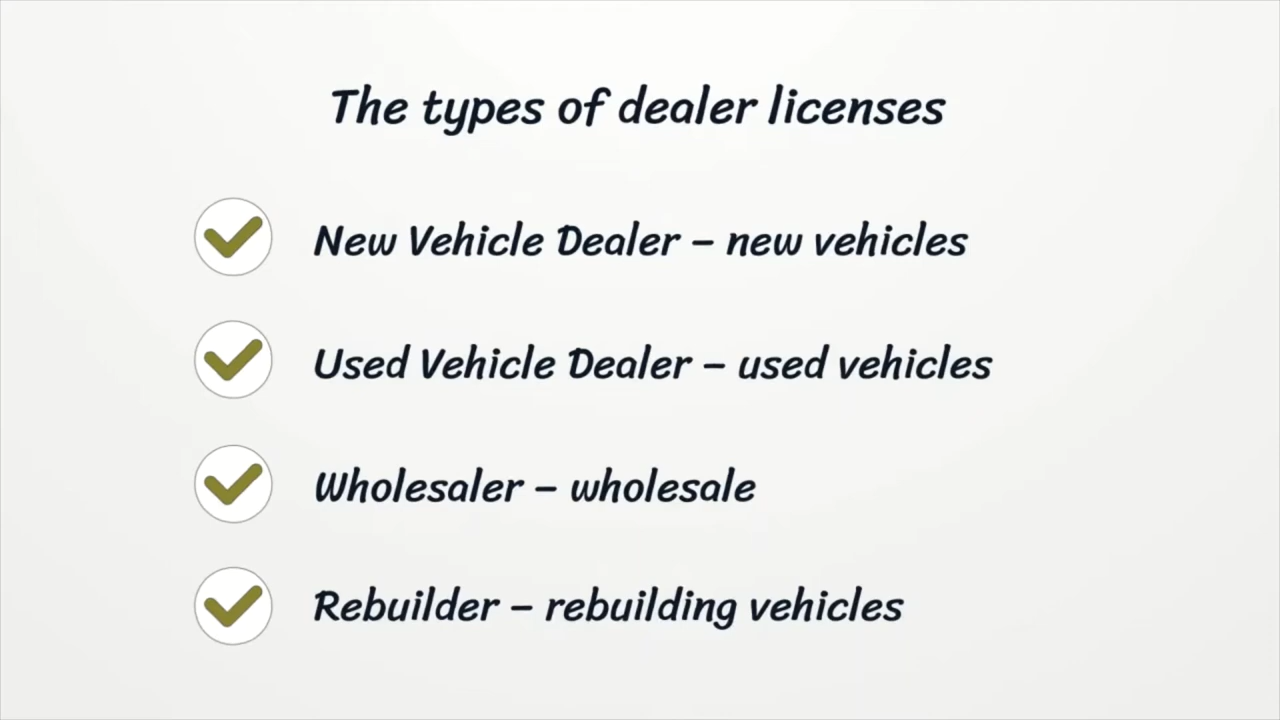 The types of dealer licenses
New Vehicle Dealer – new vehicles
Used Vehicle Dealer – used vehicles
Wholesaler – wholesale
Rebuilder – rebuilding vehicles